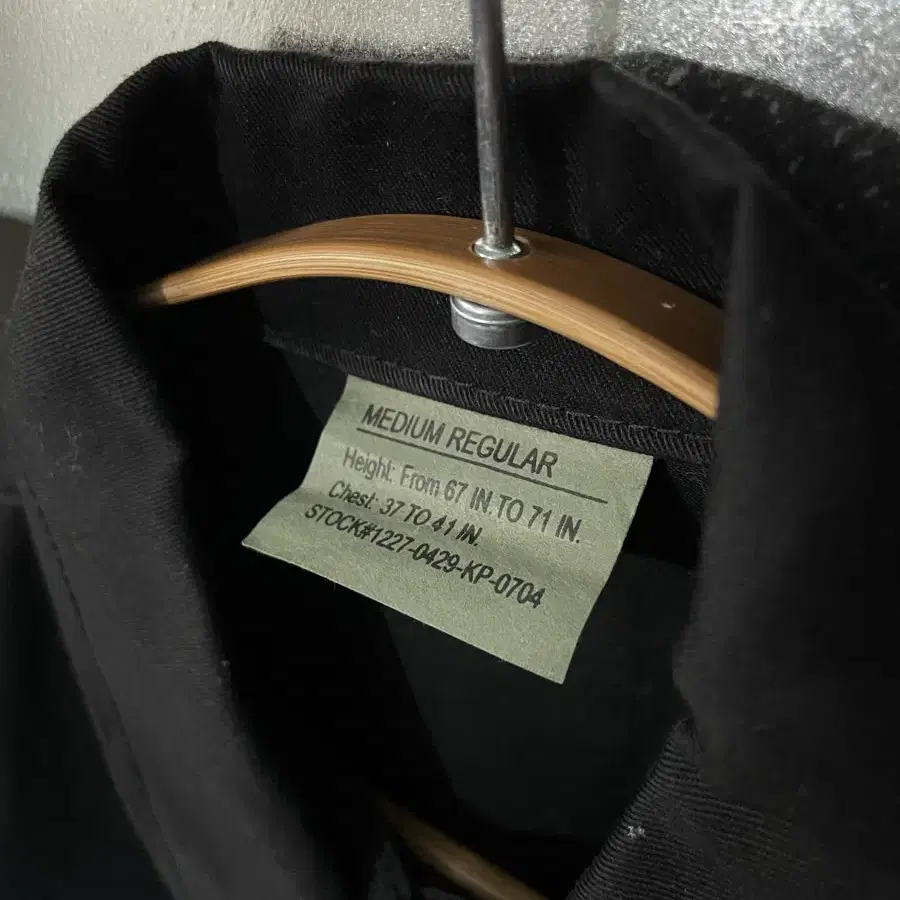 MEDIUM REGULAR
Height: From 67 IN. TO 71 IN.
Chest: 37 TO 41 IN.
STOCK#1227-0429-KP-0704